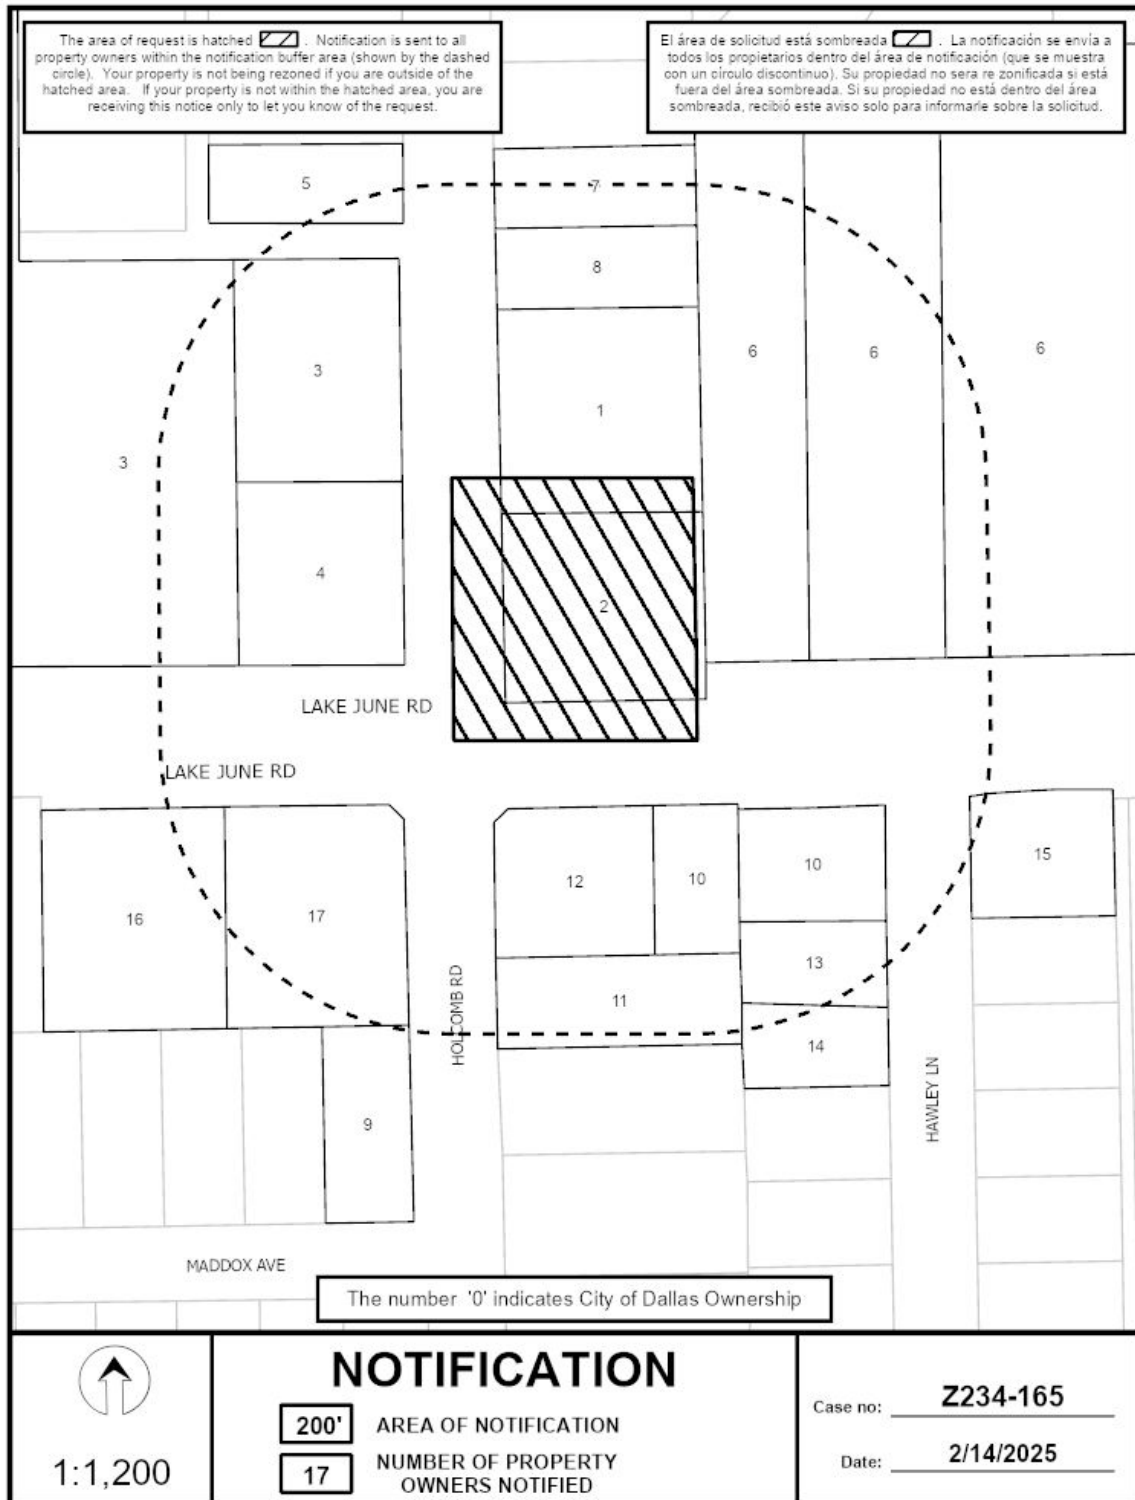 The area of request is hatched . Notification is sent to all
property owners within the notification buffer area (shown by the dashed
circle). Your property is not being rezoned if you are outside of the
hatched area. If your property is not within the hatched area, you are
receiving this notice only to let you know of the request.
El área de solicitud está sombreada . La notificación se envía a
todos los propietarios dentro del área de notificación (que se muestra
con un círculo discontinuo). Su propiedad no sera re zonificada si está
fuera del área sombreada. Si su propiedad no está dentro del área
sombreada, recibió este aviso solo para informarle sobre la solicitud.
5
7
8
3
6
6
6
1
3
4
2
LAKE JUNE RD
LAKE JUNE RD
12
10
10
15
16
17
13
11
HOLCOMB RD
14
HAWLEY LN
9
MADDOX AVE
The number '0' indicates City of Dallas Ownership
1:1,200
NOTIFICATION
200' AREA OF NOTIFICATION
17 NUMBER OF PROPERTY
OWNERS NOTIFIED
Case no: Z234-165
Date: 2/14/2025